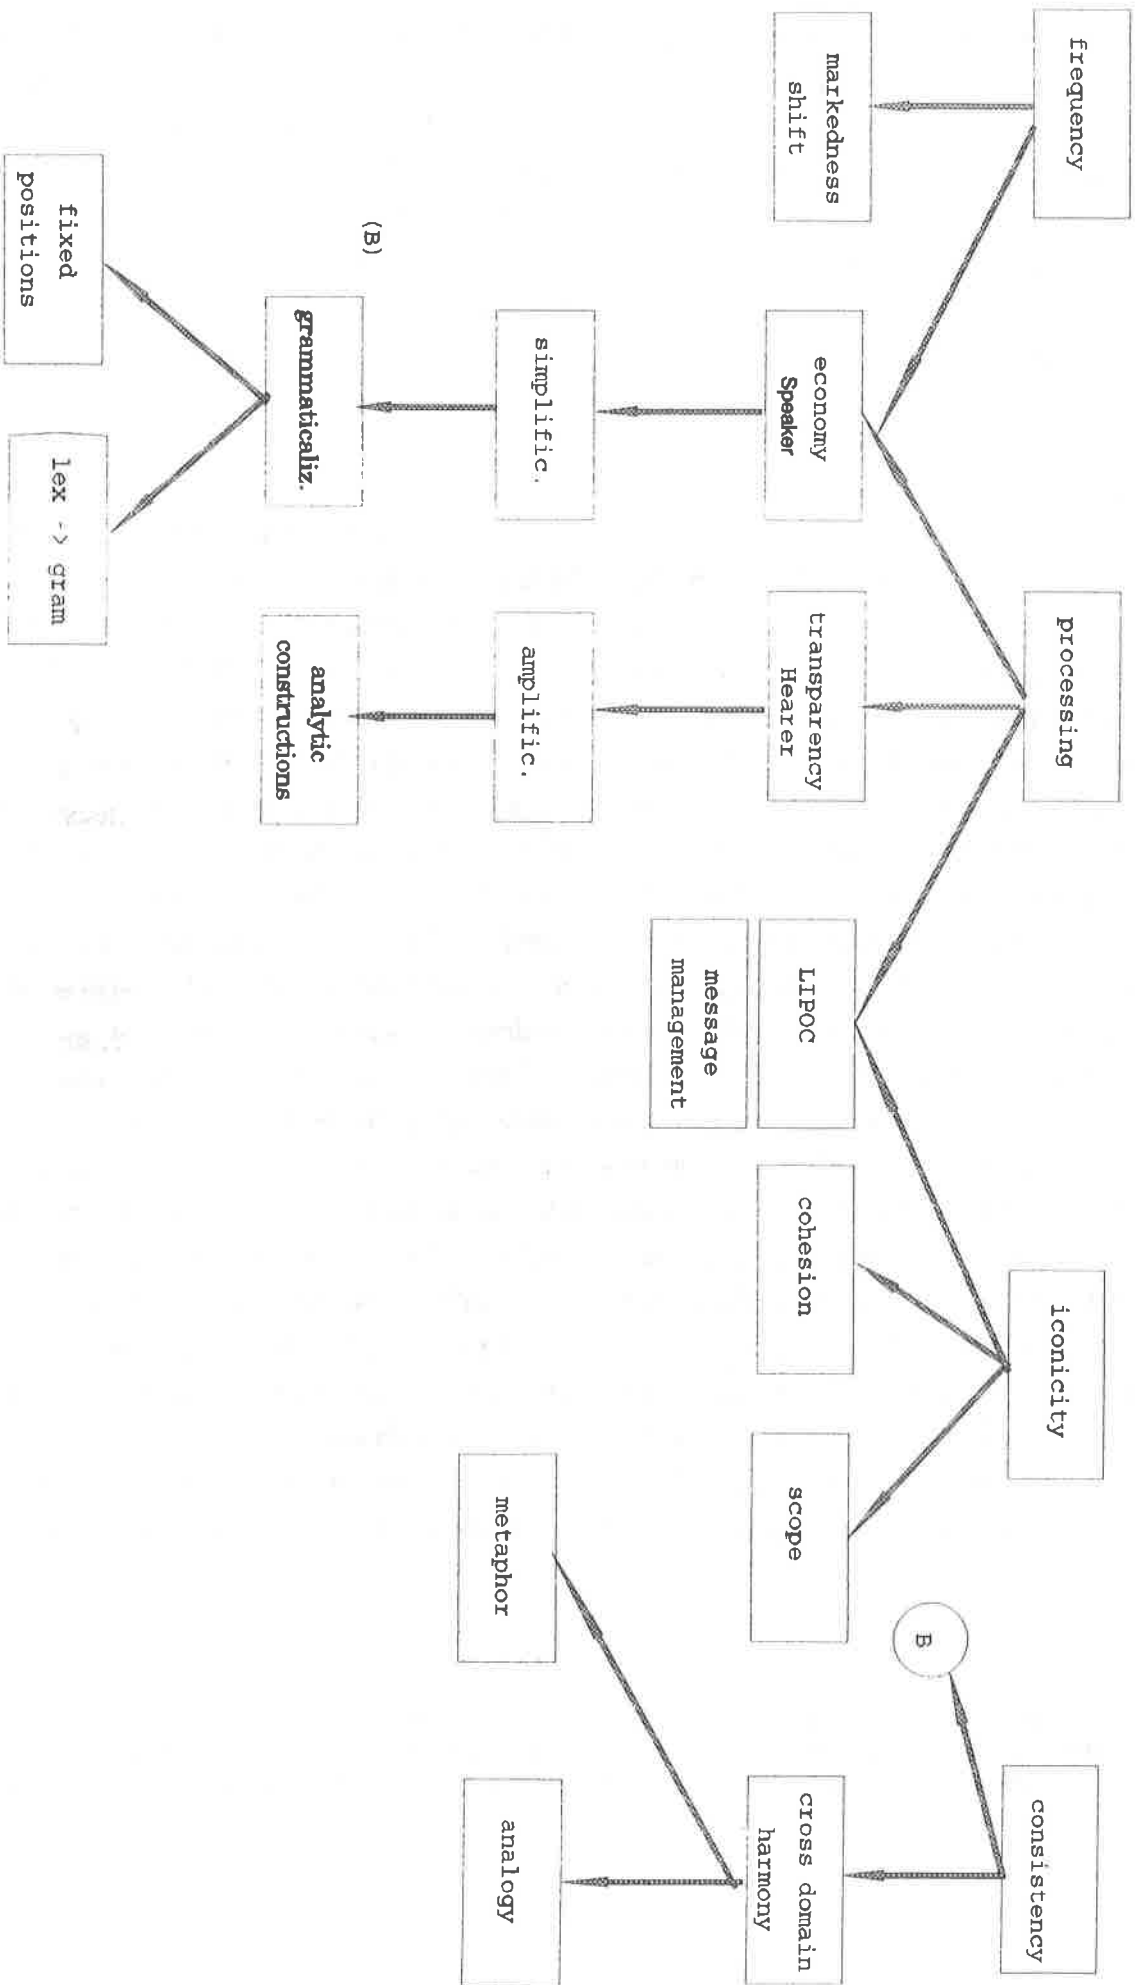 frequency
processing
iconicity
consistency
B
markedness
shift
economy
Speaker
transparency
Hearer
LIPOC
message
management
cohesion
scope
cross domain
harmony
simplific.
amplific.
metaphor
analogy
(B)
grammaticaliz.
analytic
constructions
fixed
positions
lex -> gram